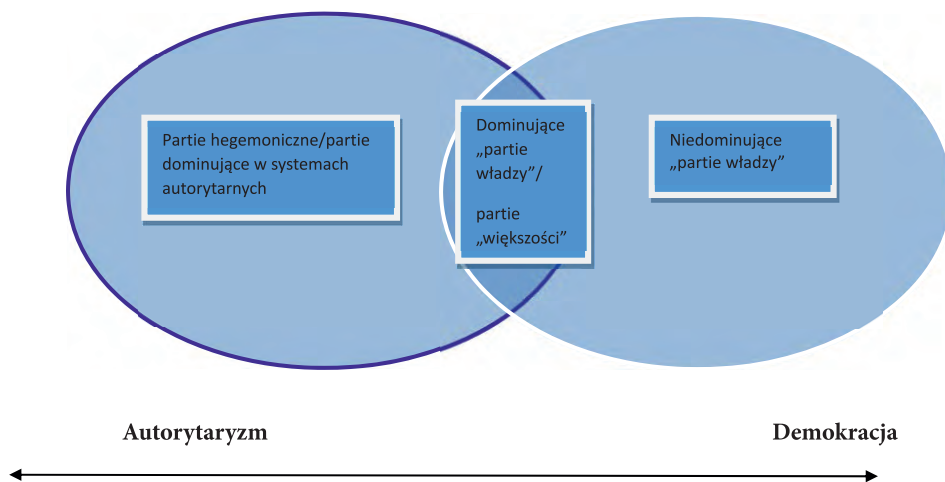 Partie hegemoniczne/partie
dominujące w systemach
autorytarnych
Dominujące
„partie
władzy”/
partie
„większości”
Niedominujące
„partie władzy”
Autorytaryzm
Demokracja